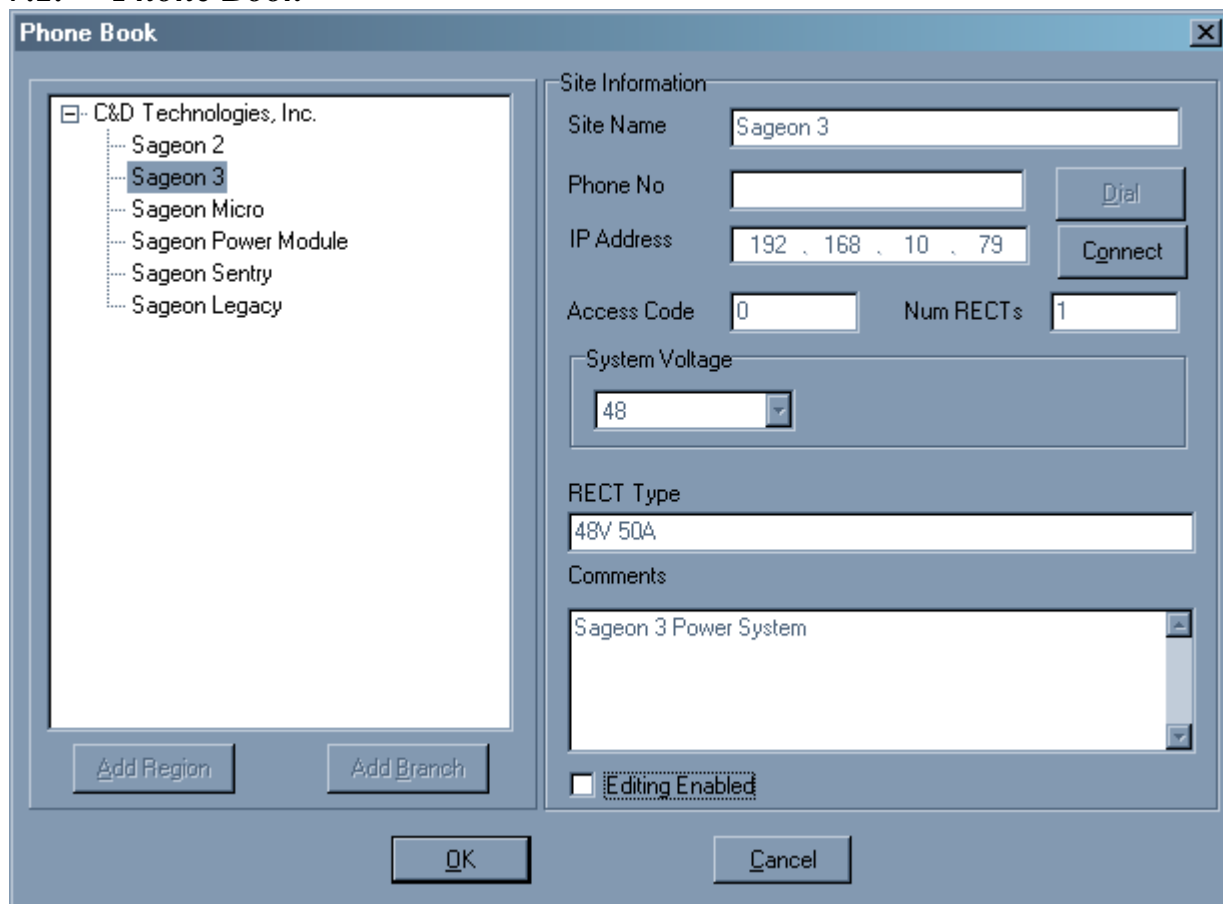 Phone Book
Phone Book
C&D Technologies, Inc.
Sageon 2
Sageon 3
Sageon Micro
Sageon Power Module
Sageon Sentry
Sageon Legacy
Add Region
Add Branch
Site Information
Site Name Sageon 3
Phone No Dial
IP Address 192 . 168 . 10 . 79 Connect
Access Code 0 Num RECTs 1
System Voltage
48
RECT Type
48V 50A
Comments
Sageon 3 Power System
Editing Enabled
OK Cancel